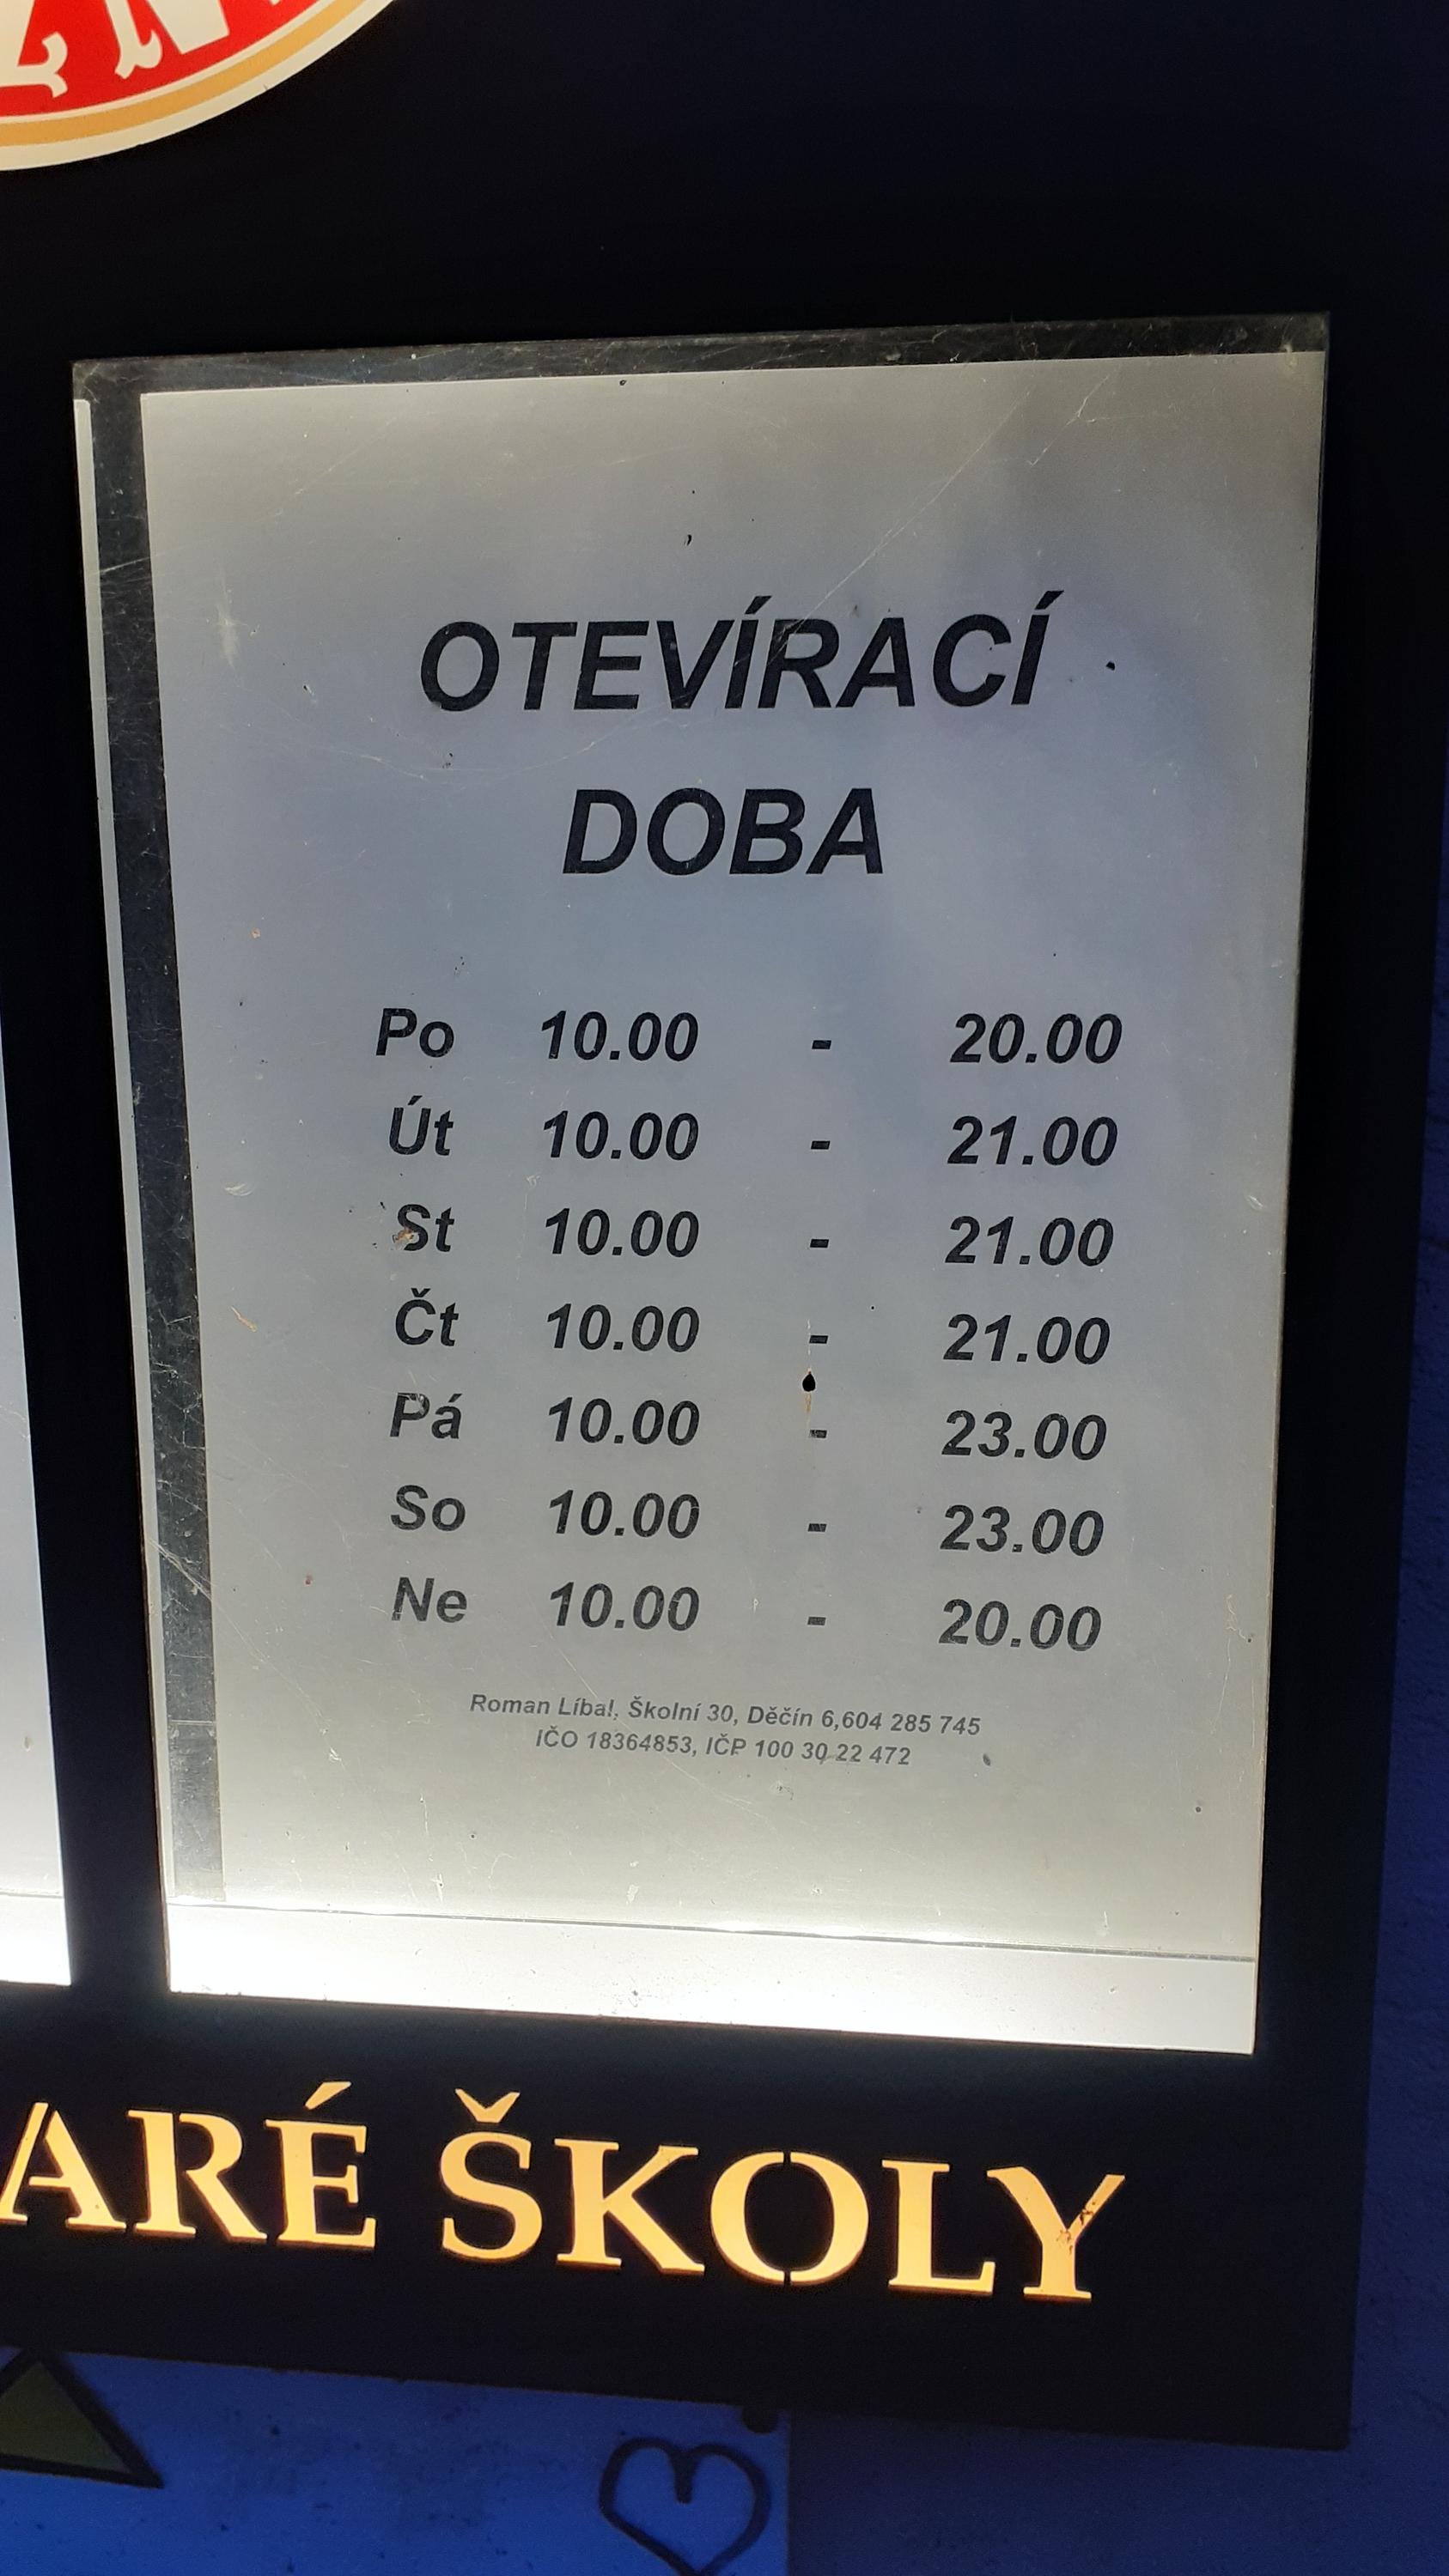 OTEVÍRACÍ
DOBA
Po 10.00 - 20.00
Út 10.00 - 21.00
St 10.00 - 21.00
Čt 10.00 - 21.00
Pá 10.00 - 23.00
So 10.00 - 23.00
Ne 10.00 - 20.00
Roman Líbal, Školní 30, Děčín 6,604 285 745
IČO 18364853, IČP 100 30 22 472
ARÉ ŠKOLY